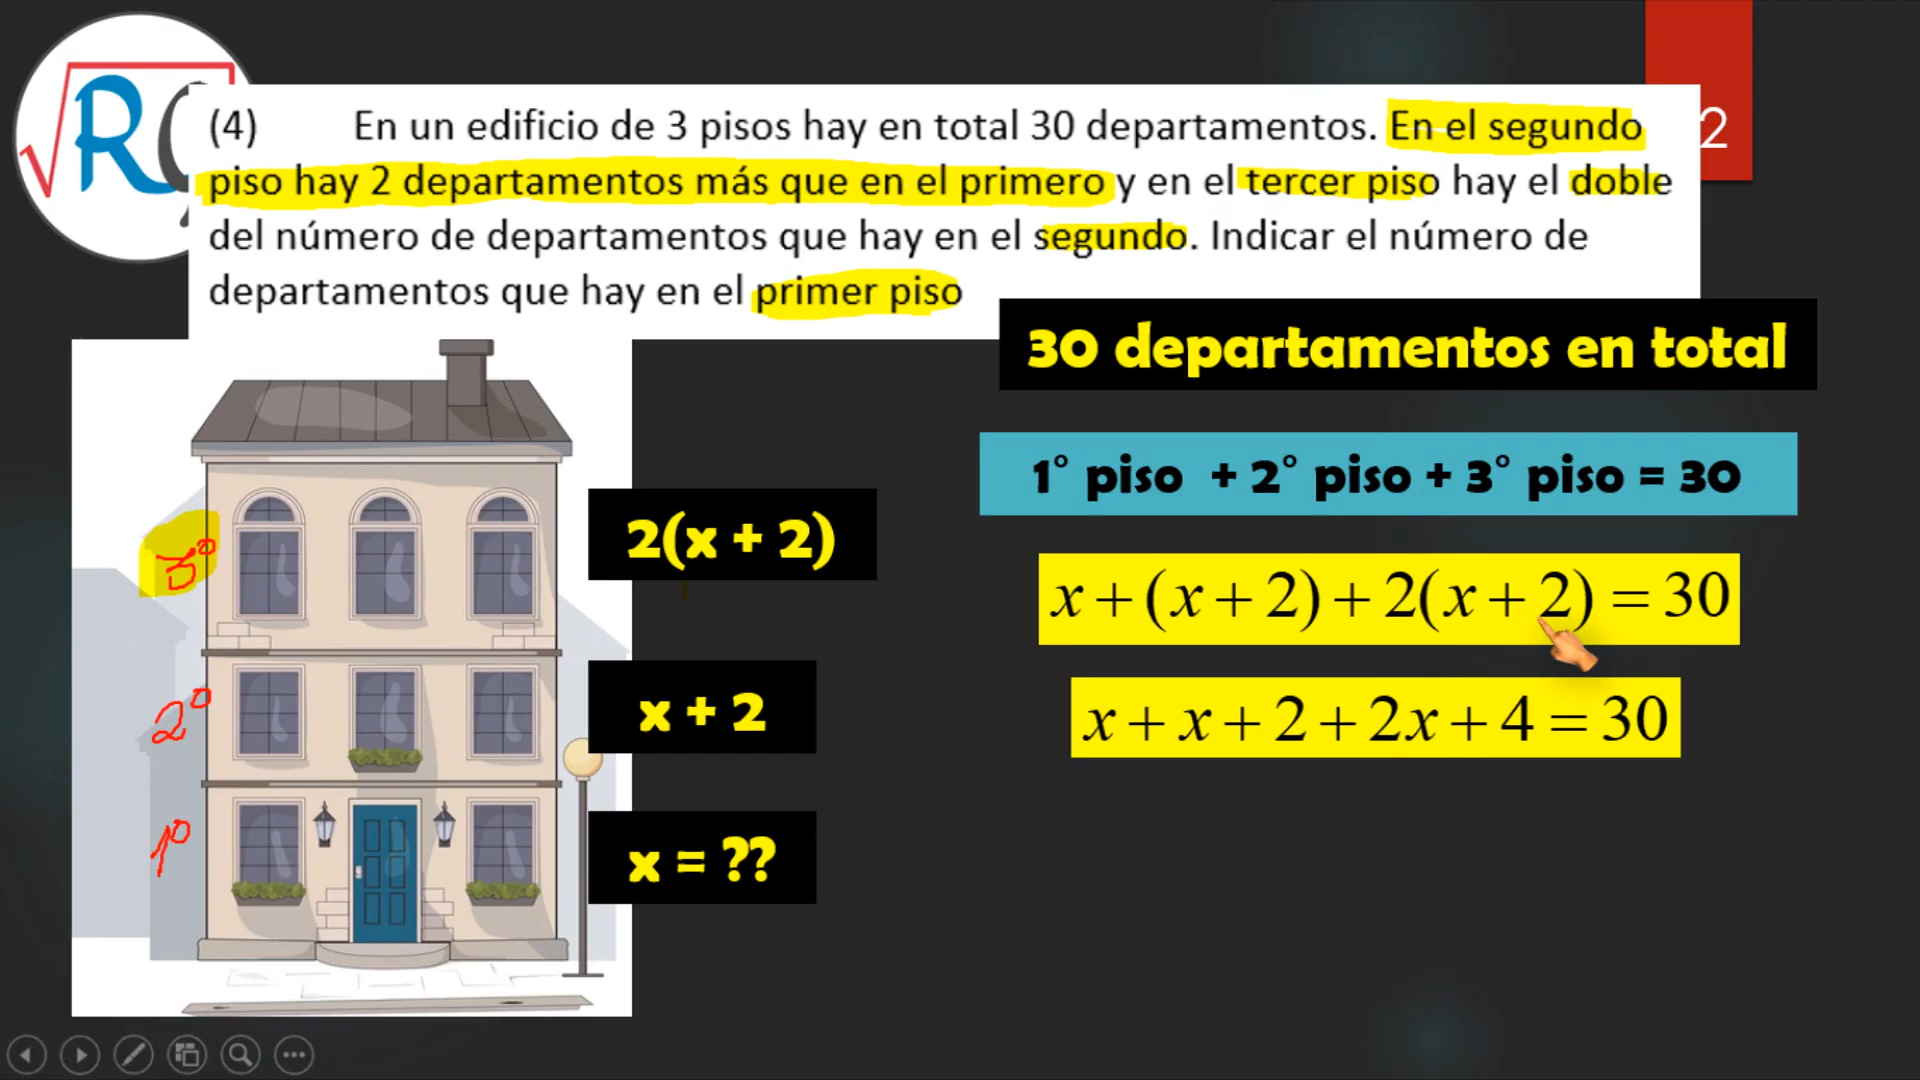 (4) En un edificio de 3 pisos hay en total 30 departamentos. En el segundo
piso hay 2 departamentos más que en el primero y en el tercer piso hay el doble
del número de departamentos que hay en el segundo. Indicar el número de
departamentos que hay en el primer piso
2
30 departamentos en total
1° piso + 2° piso + 3° piso = 30
3°
2(x + 2)
x + (x + 2) + 2(x + 2) = 30
2°
x + 2
x + x + 2 + 2x + 4 = 30
1°
x = ??